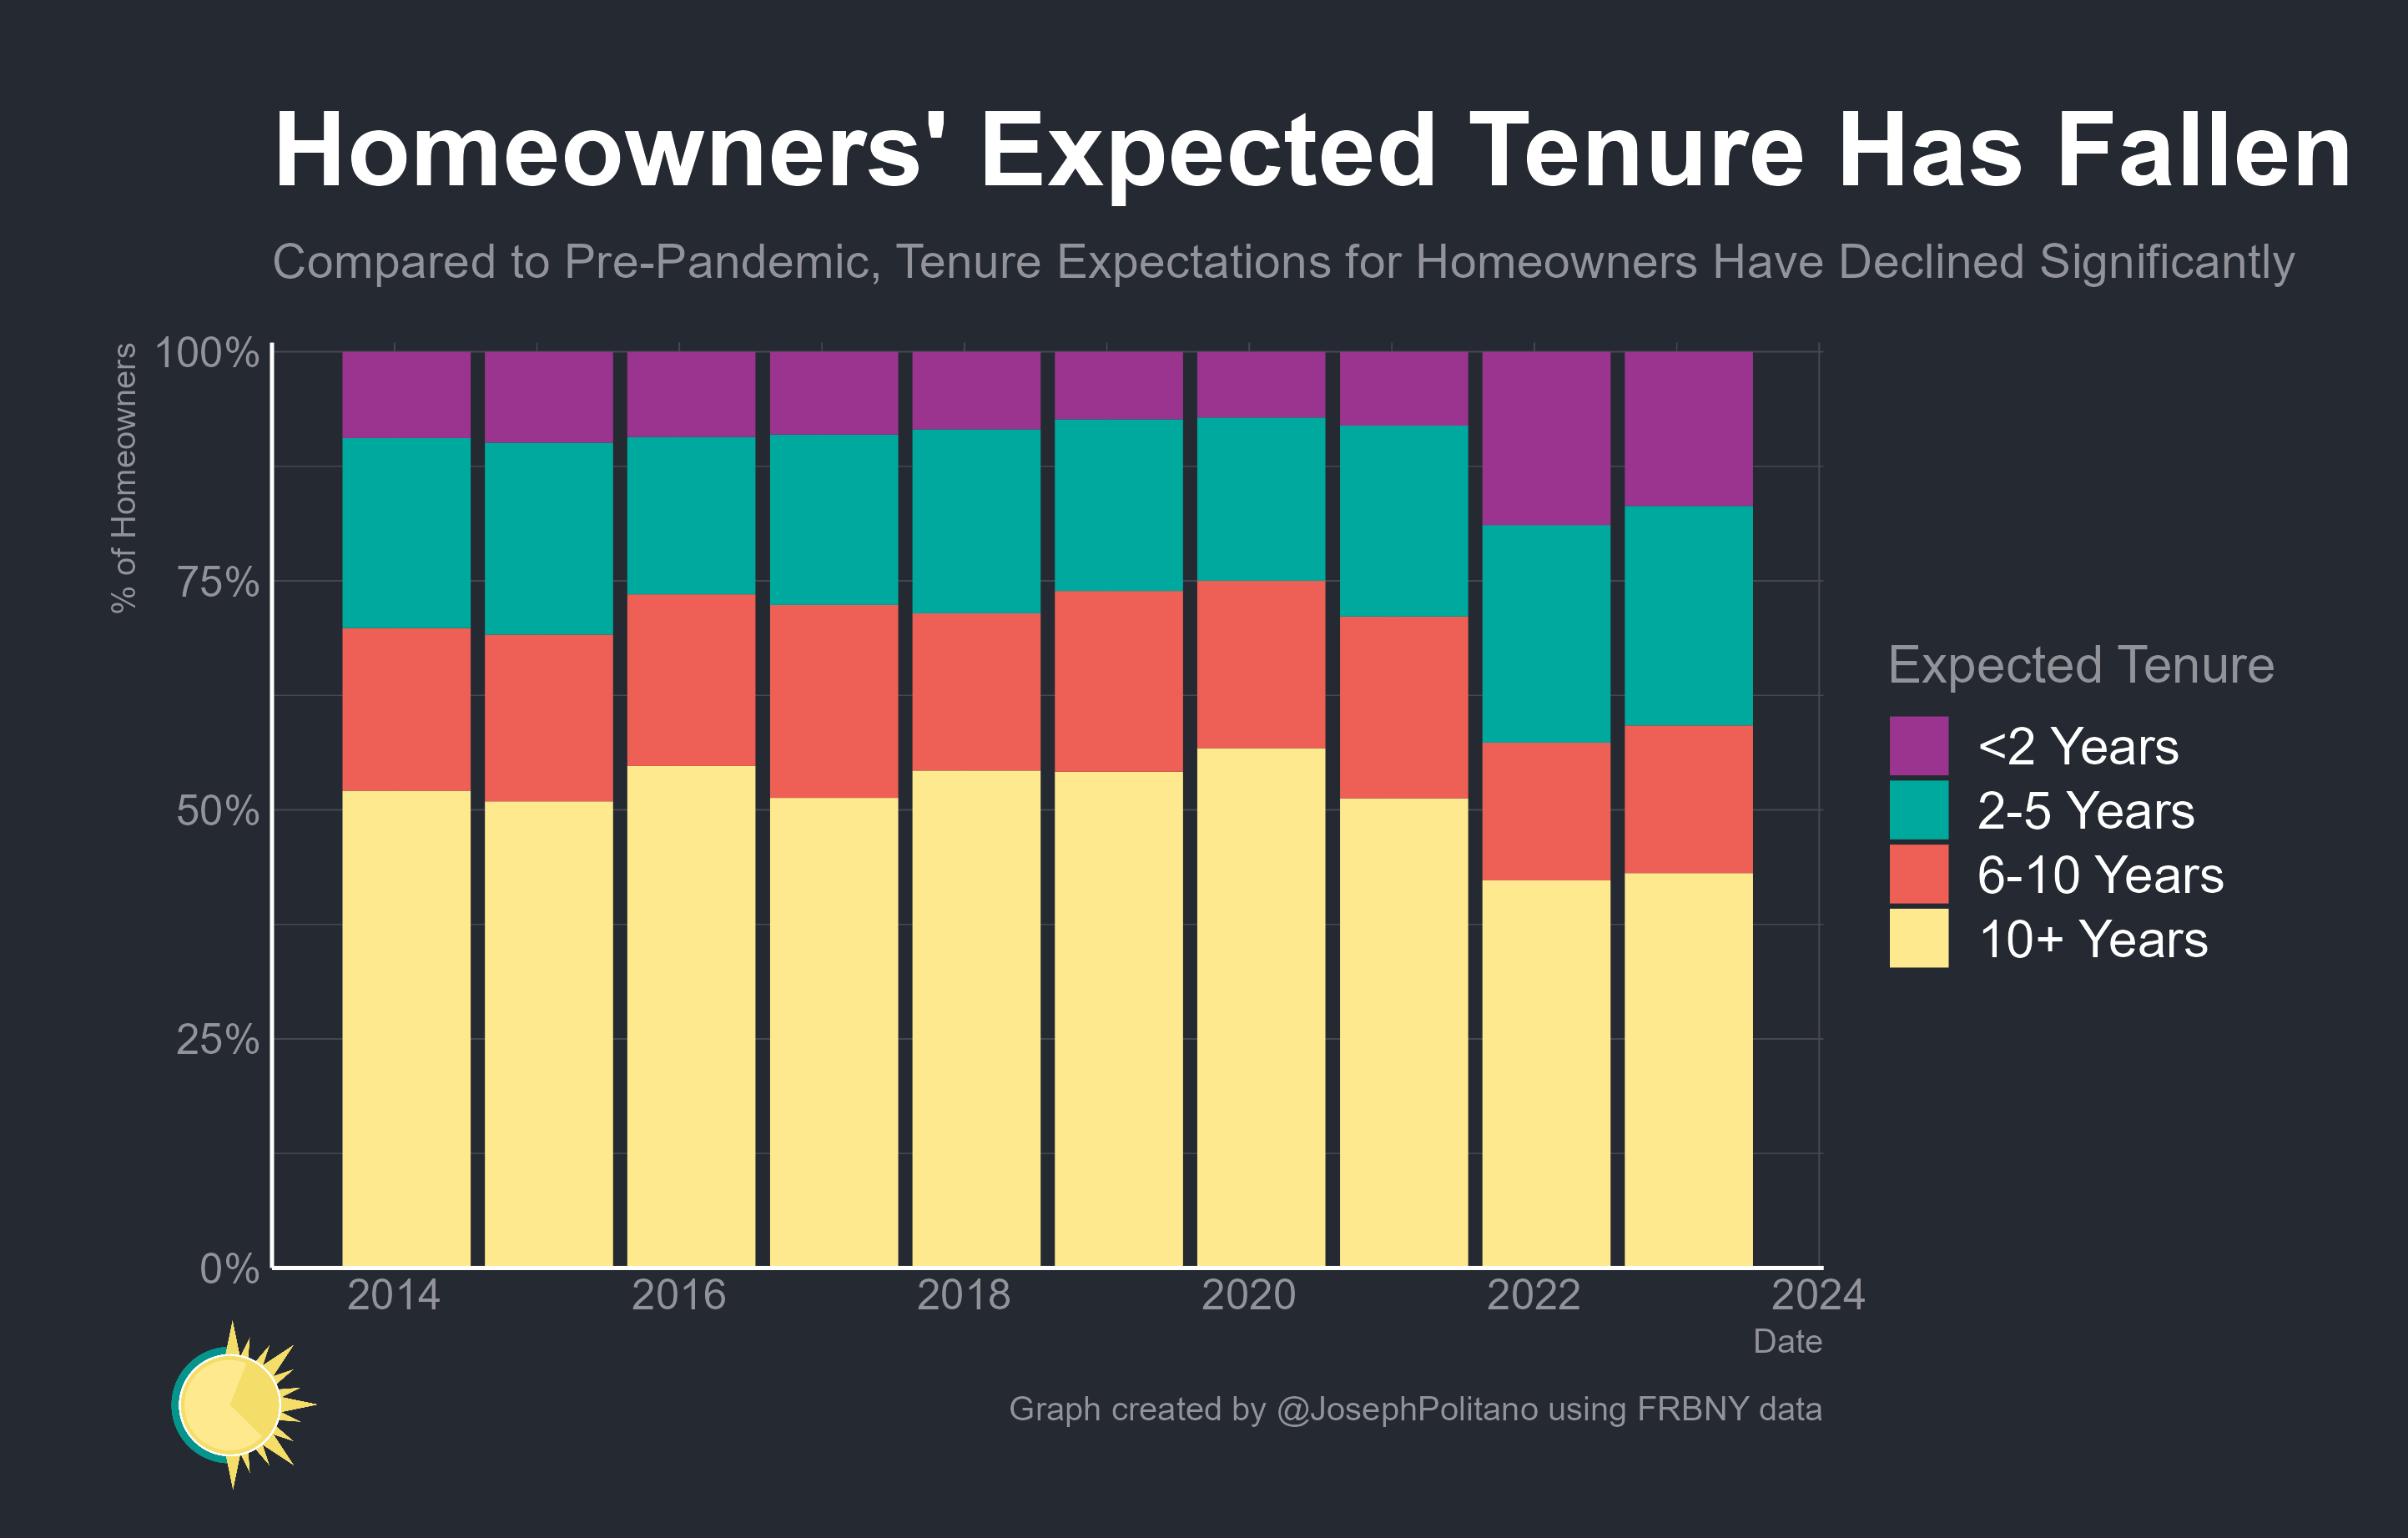 Homeowners' Expected Tenure Has Fallen
Compared to Pre-Pandemic, Tenure Expectations for Homeowners Have Declined Significantly
% of Homeowners
100%
75%
50%
25%
0%
2014 2016 2018 2020 2022 2024
Date
Expected Tenure
<2 Years
2-5 Years
6-10 Years
10+ Years
Graph created by @JosephPolitano using FRBNY data